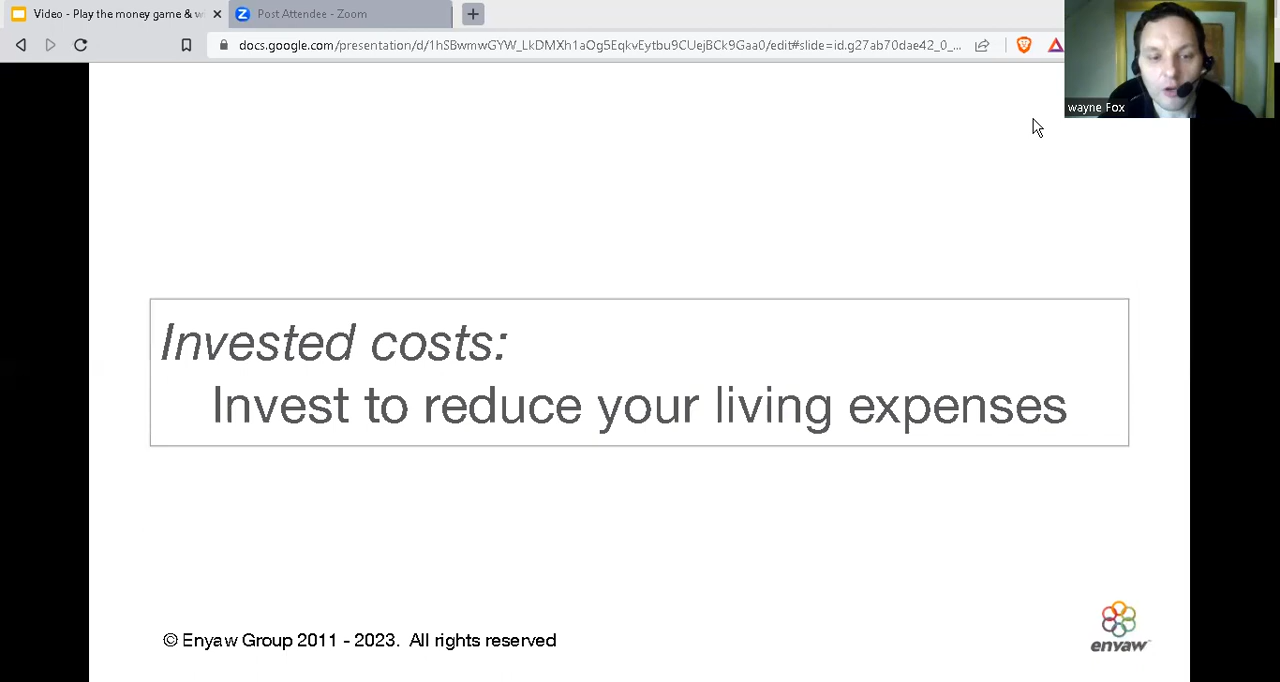 Video - Play the money game & w
Post Attendee - Zoom
docs.google.com/presentation/d/1hSBwmwGYW_LkDMXh1aOg5EqkvEytbu9CUejBCk9Gaa0/edit#slide=id.g27ab70dae42_0_...
wayne Fox
Invested costs:
Invest to reduce your living expenses
© Enyaw Group 2011 - 2023. All rights reserved
enyaw